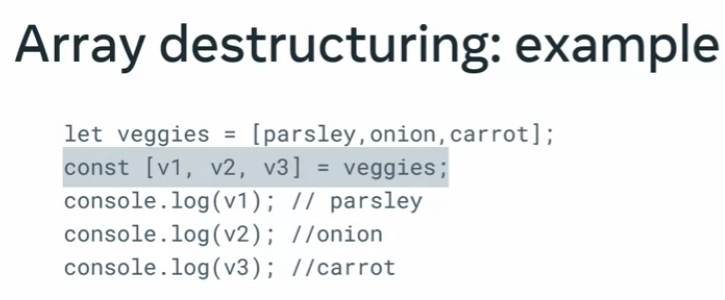 Array destructuring: example
let veggies = [parsley,onion,carrot];
const [v1, v2, v3] = veggies;
console.log(v1); // parsley
console.log(v2); //onion
console.log(v3); //carrot